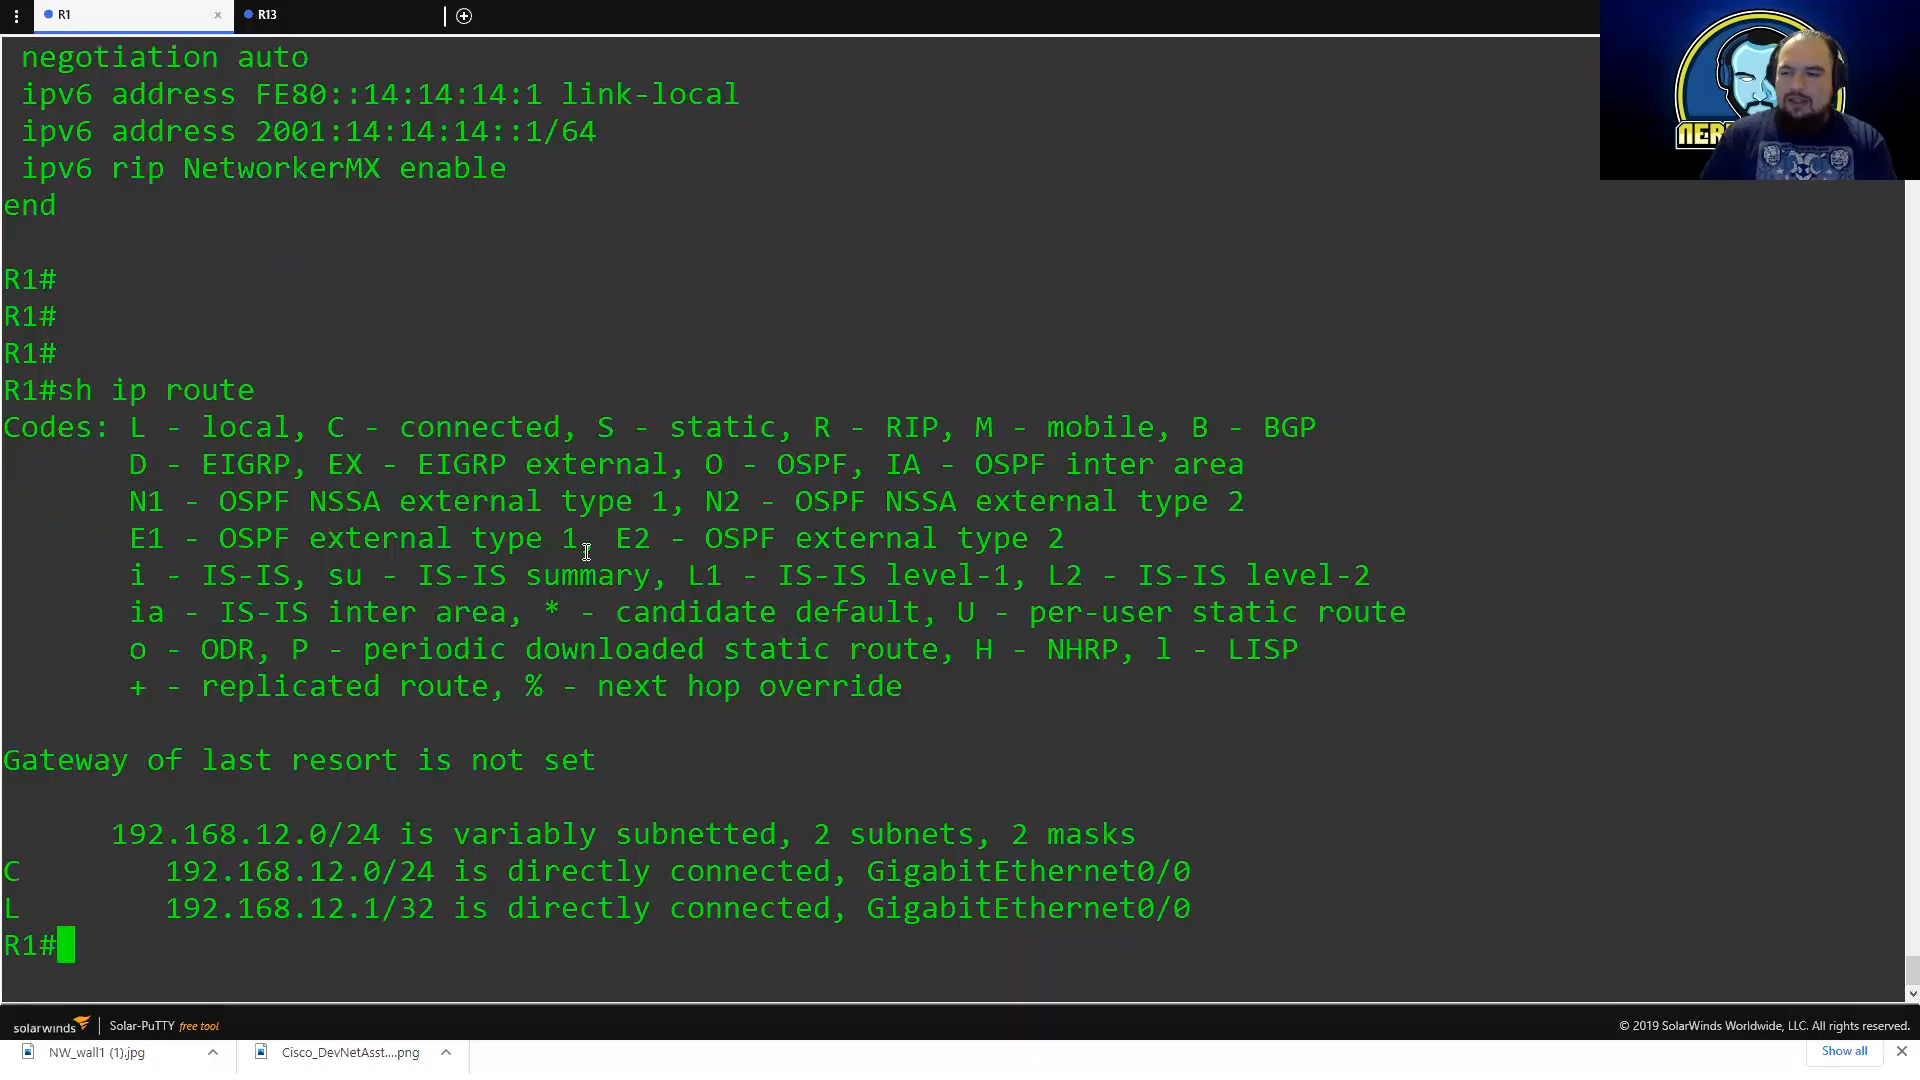 R1
R13
negotiation auto
ipv6 address FE80::14:14:14:1 link-local
ipv6 address 2001:14:14:14::1/64
ipv6 rip NetworkerMX enable
end
R1#
R1#
R1#
R1#sh ip route
Codes: L - local, C - connected, S - static, R - RIP, M - mobile, B - BGP
D - EIGRP, EX - EIGRP external, O - OSPF, IA - OSPF inter area
N1 - OSPF NSSA external type 1, N2 - OSPF NSSA external type 2
E1 - OSPF external type 1, E2 - OSPF external type 2
i - IS-IS, su - IS-IS summary, L1 - IS-IS level-1, L2 - IS-IS level-2
ia - IS-IS inter area, * - candidate default, U - per-user static route
o - ODR, P - periodic downloaded static route, H - NHRP, l - LISP
+ - replicated route, % - next hop override
Gateway of last resort is not set
192.168.12.0/24 is variably subnetted, 2 subnets, 2 masks
C 192.168.12.0/24 is directly connected, GigabitEthernet0/0
L 192.168.12.1/32 is directly connected, GigabitEthernet0/0
R1#
solarwinds | Solar-PuTTY free tool
© 2019 SolarWinds Worldwide, LLC. All rights reserved.
NW_wall1 (1).jpg
Cisco_DevNetAsst....png
Show all